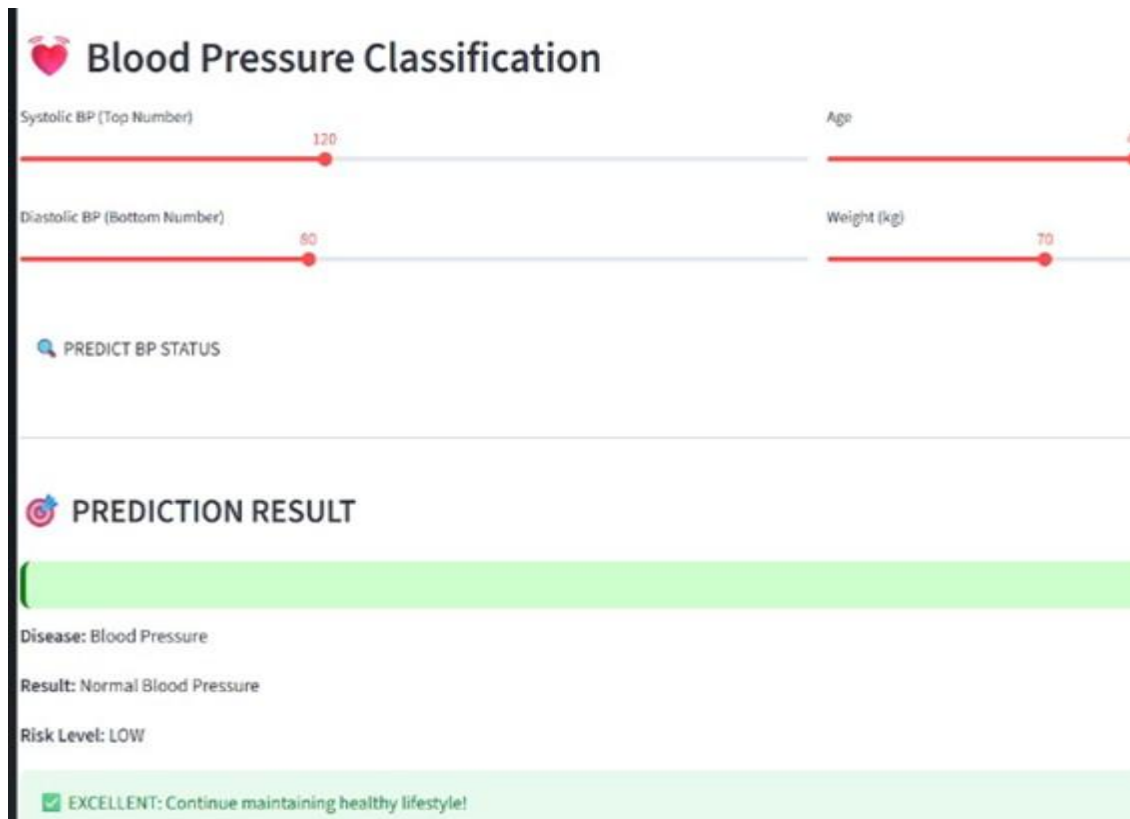 Blood Pressure Classification
Systolic BP (Top Number)
120
Age
Diastolic BP (Bottom Number)
80
Weight (kg)
70
PREDICT BP STATUS
PREDICTION RESULT
Disease: Blood Pressure
Result: Normal Blood Pressure
Risk Level: LOW
EXCELLENT: Continue maintaining healthy lifestyle!